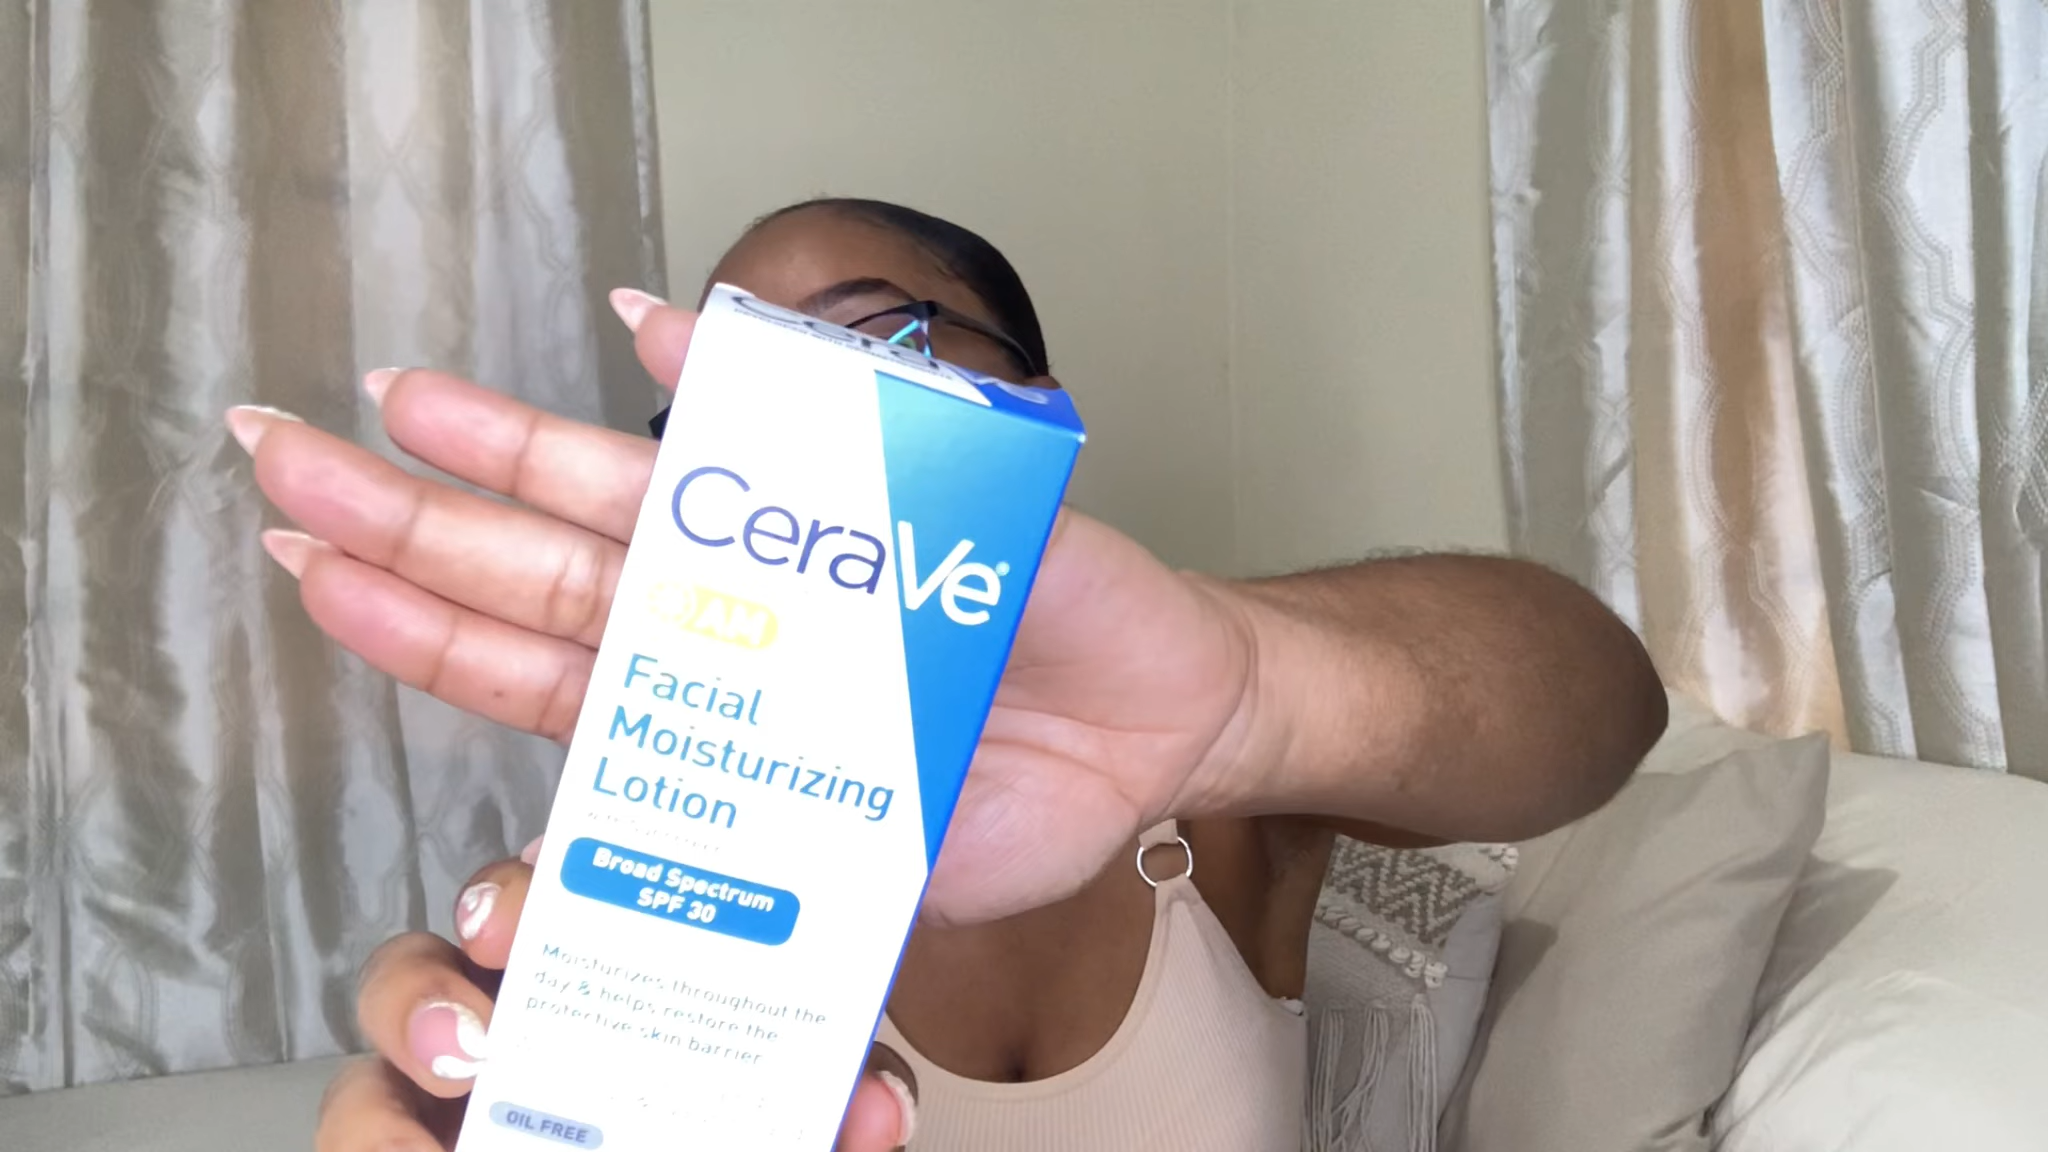 CeraVe
CeraVe
AM
Facial
Moisturizing
Lotion
Broad Spectrum
SPF 30
Moisturizes throughout the
day & helps restore the
protective skin barrier
OIL FREE